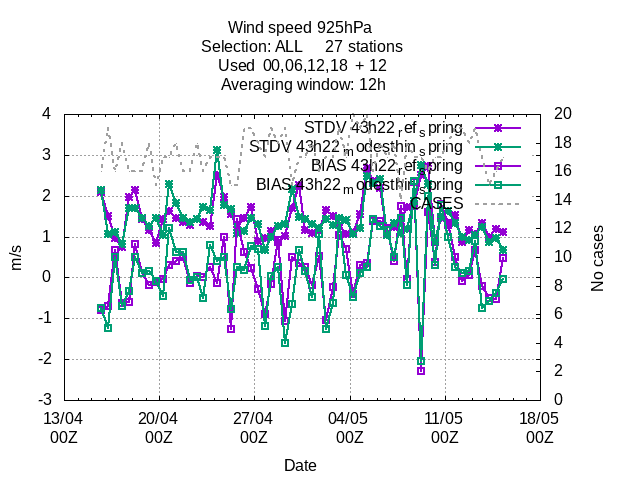 Wind speed 925hPa
Selection: ALL 27 stations
Used 00,06,12,18 + 12
Averaging window: 12h
STDV 43h22_ref_spring
STDV 43h22_modesthin_spring
BIAS 43h22_ref_spring
BIAS 43h22_modesthin_spring
CASES
4
3
2
1
0
-1
-2
-3
20
18
16
14
12
10
8
6
4
2
0
m/s
No cases
13/04 20/04 27/04 04/05 11/05 18/05
00Z 00Z 00Z 00Z 00Z 00Z
Date